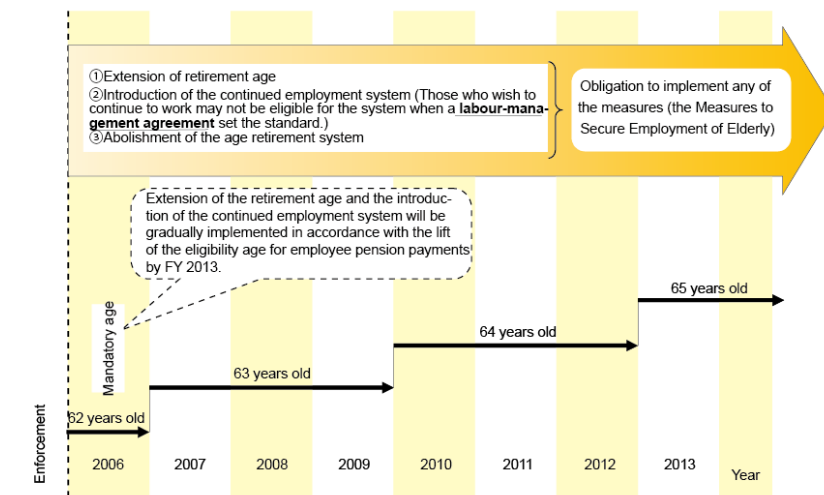 ①Extension of retirement age
②Introduction of the continued employment system (Those who wish to
continue to work may not be eligible for the system when a labour-mana-
gement agreement set the standard.)
③Abolishment of the age retirement system
Obligation to implement any of
the measures (the Measures to
Secure Employment of Elderly)
Extension of the retirement age and the introduc-
tion of the continued employment system will be
gradually implemented in accordance with the lift
of the eligibility age for employee pension payments
by FY 2013.
Mandatory age
65 years old
64 years old
63 years old
62 years old
Enforcement
2006 2007 2008 2009 2010 2011 2012 2013 Year